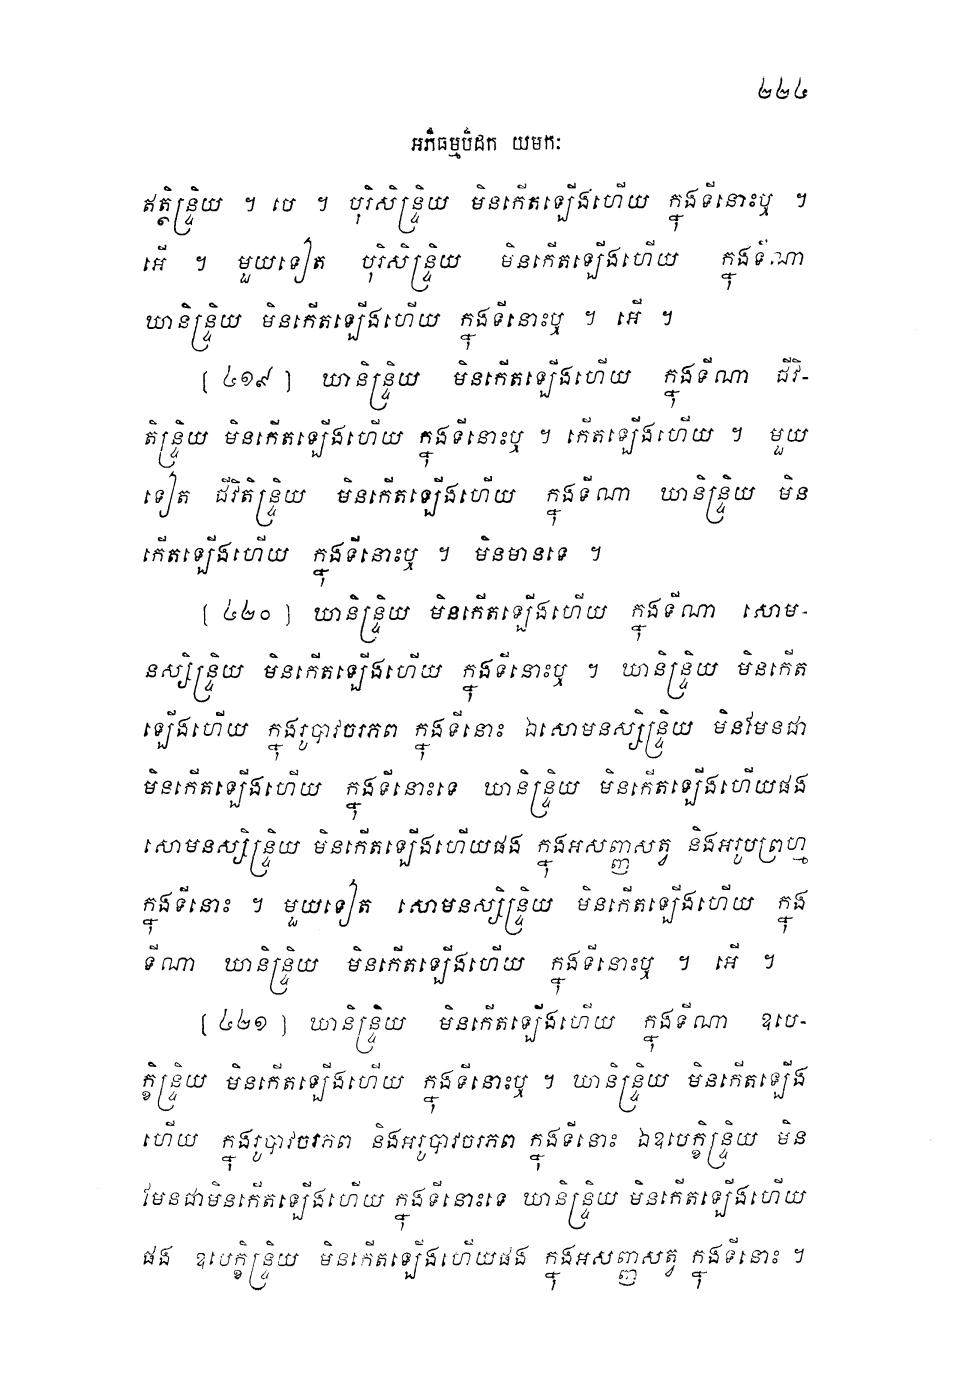 ២២៤
អភិធម្មបិដក យមកៈ
ឥត្ថិន្ទ្រិយ ។ បេ ។ បុរិសិន្ទ្រិយ មិនកើតឡើងហើយ ក្នុងទីនោះឬ ។
អើ ។ មួយទៀត បុរិសិន្ទ្រិយ មិនកើតឡើងហើយ ក្នុងទីណា
ឃានិន្ទ្រិយ មិនកើតឡើងហើយ ក្នុងទីនោះឬ ។ អើ ។
[ ៤១៩ ] ឃានិន្ទ្រិយ មិនកើតឡើងហើយ ក្នុងទីណា ជីវិ-
តិន្ទ្រិយ មិនកើតឡើងហើយ ក្នុងទីនោះឬ ។ កើតឡើងហើយ ។ មួយ
ទៀត ជីវិតិន្ទ្រិយ មិនកើតឡើងហើយ ក្នុងទីណា ឃានិន្ទ្រិយ មិន
កើតឡើងហើយ ក្នុងទីនោះឬ ។ មិនមានទេ ។
[ ៤២០ ] ឃានិន្ទ្រិយ មិនកើតឡើងហើយ ក្នុងទីណា សោម-
នស្សិន្ទ្រិយ មិនកើតឡើងហើយ ក្នុងទីនោះឬ ។ ឃានិន្ទ្រិយ មិនកើត
ឡើងហើយ ក្នុងរូបាវចរភព ក្នុងទីនោះ ឯសោមនស្សិន្ទ្រិយ មិនមែនជា
មិនកើតឡើងហើយ ក្នុងទីនោះទេ ឃានិន្ទ្រិយ មិនកើតឡើងហើយផង
សោមនស្សិន្ទ្រិយ មិនកើតឡើងហើយផង ក្នុងអសញ្ញសត្វ និងអរូបព្រហ្ម
ក្នុងទីនោះ ។ មួយទៀត សោមនស្សិន្ទ្រិយ មិនកើតឡើងហើយ ក្នុង
ទីណា ឃានិន្ទ្រិយ មិនកើតឡើងហើយ ក្នុងទីនោះឬ ។ អើ ។
[ ៤២១ ] ឃានិន្ទ្រិយ មិនកើតឡើងហើយ ក្នុងទីណា ឧបេ-
ក្ខិន្ទ្រិយ មិនកើតឡើងហើយ ក្នុងទីនោះឬ ។ ឃានិន្ទ្រិយ មិនកើតឡើង
ហើយ ក្នុងរូបាវចរភព និងអរូបាវចរភព ក្នុងទីនោះ ឯឧបេក្ខិន្ទ្រិយ មិន
មែនជាមិនកើតឡើងហើយ ក្នុងទីនោះទេ ឃានិន្ទ្រិយ មិនកើតឡើងហើយ
ផង ឧបេក្ខិន្ទ្រិយ មិនកើតឡើងហើយផង ក្នុងអសញ្ញសត្វ ក្នុងទីនោះ ។